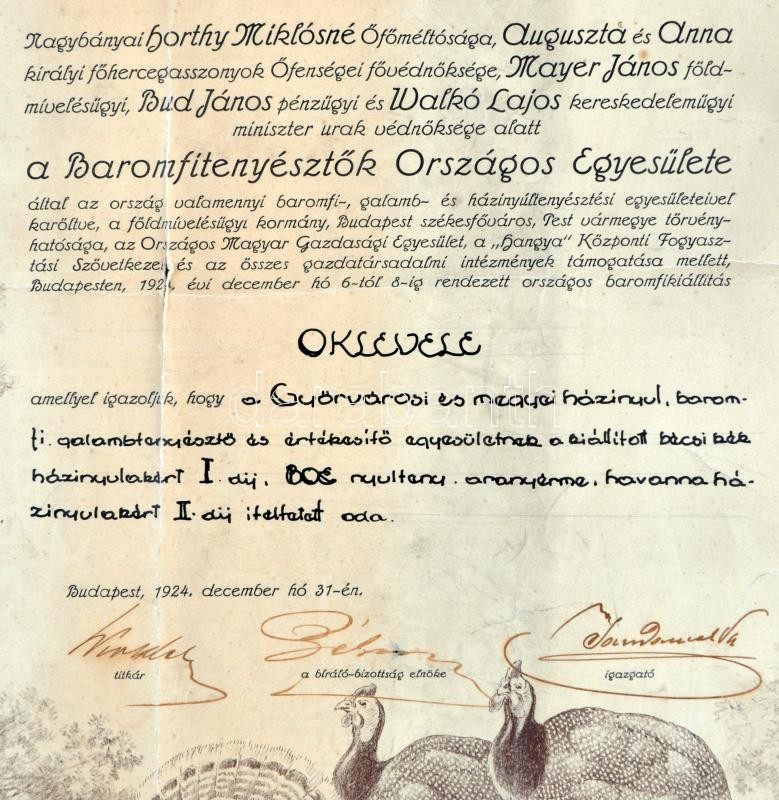 Nagybányai Horthy Miklósné Őfőméltósága, Auguszta és Anna
királyi főhercegasszonyok Őfenségei fővédnöksége, Mayer János föld-
mívelésügyi, Bud János pénzügyi és Walkó Lajos kereskedelemügyi
miniszter urak védnöksége alatt
a Baromfitenyésztők Országos Egyesülete
által az ország valamennyi baromfi-, galamb- és házinyúltenyésztési egyesületeivel
karöltve, a földmívelésügyi kormány, Budapest székesfőváros, Pest vármegye törvény-
hatósága, az Országos Magyar Gazdasági Egyesület, a „Hangya" Központi Fogyasz-
tási Szövetkezet és az összes gazdatársadalmi intézmények támogatása mellett,
Budapesten, 1924. évi december hó 6-tól 8-ig rendezett országos baromfikiállítás
OKLEVELE
amellyel igazoljuk, hogy a Győrvárosi és megyei házinyul, barom-
fi, galambtenyésztő és értékesítő egyesületnek a kiállított bécsi kék
házinyulakért I. díj, BOE nyulteny. aranyérme, havanna há-
zinyulakért II. díj ítéltetett oda.
darabanth
Budapest, 1924. december hó 31-én.
titkár a bíráló-bizottság elnöke igazgató